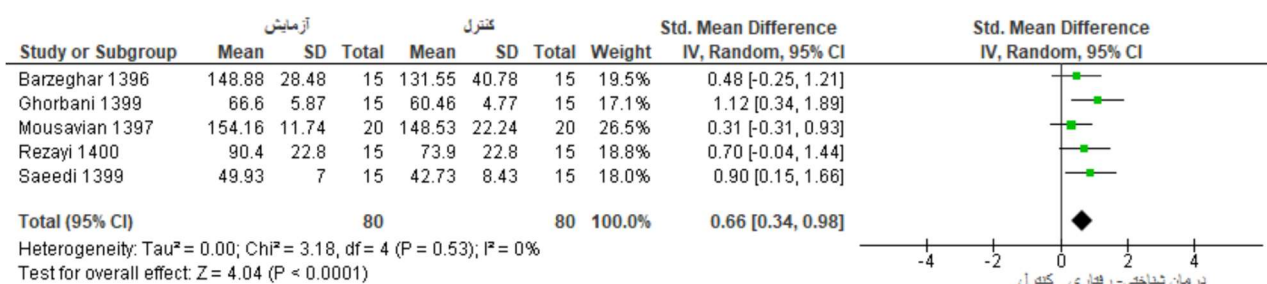 آزمایش کنترل Std. Mean Difference Std. Mean Difference
Study or Subgroup Mean SD Total Mean SD Total Weight IV, Random, 95% CI IV, Random, 95% CI
Barzeghar 1396 148.88 28.48 15 131.55 40.78 15 19.5% 0.48 [-0.25, 1.21]
Ghorbani 1399 66.6 5.87 15 60.46 4.77 15 17.1% 1.12 [0.34, 1.89]
Mousavian 1397 154.16 11.74 20 148.53 22.24 20 26.5% 0.31 [-0.31, 0.93]
Rezayi 1400 90.4 22.8 15 73.9 22.8 15 18.8% 0.70 [-0.04, 1.44]
Saeedi 1399 49.93 7 15 42.73 8.43 15 18.0% 0.90 [0.15, 1.66]
Total (95% CI) 80 80 100.0% 0.66 [0.34, 0.98]
Heterogeneity: Tau² = 0.00; Chi² = 3.18, df = 4 (P = 0.53); I² = 0%
Test for overall effect: Z = 4.04 (P < 0.0001)
-4 -2 0 2 4
درمان شناختی - رفتاری کنترل